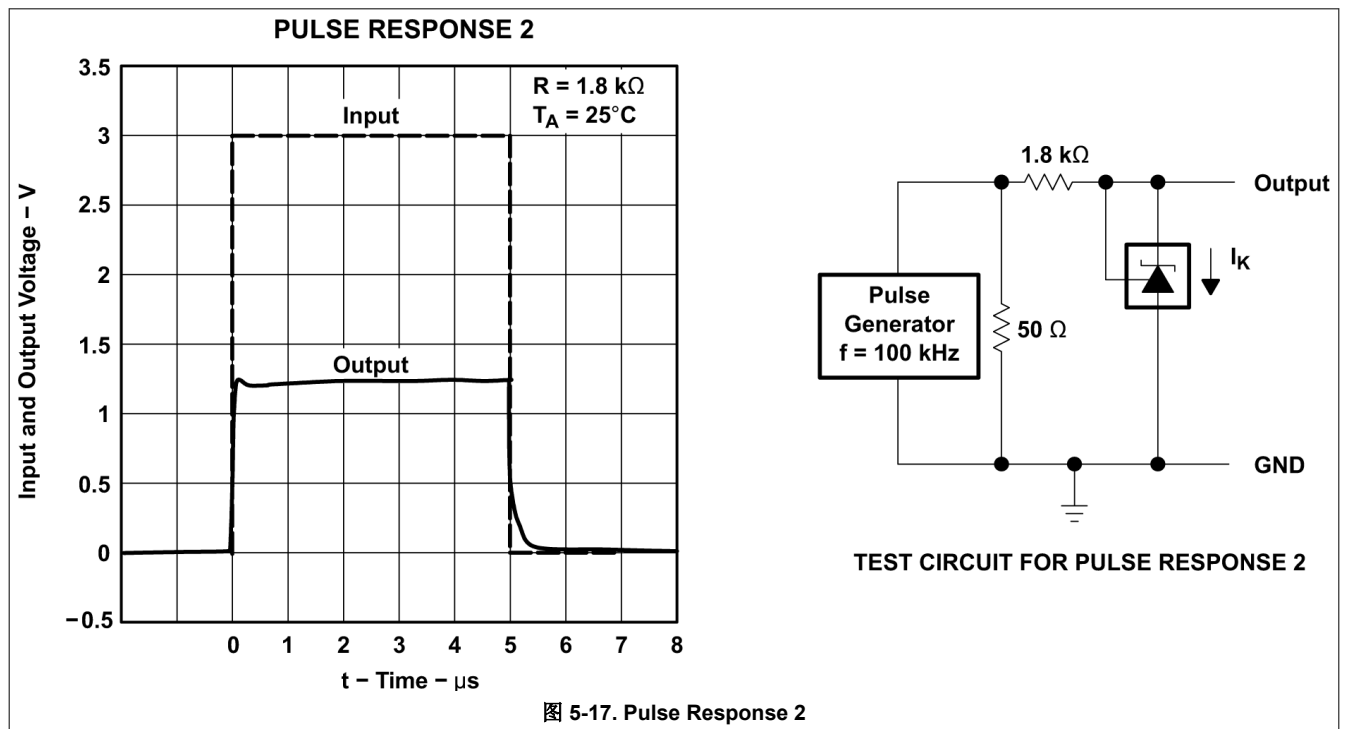 PULSE RESPONSE 2
Input and Output Voltage − V
3.5
3
2.5
2
1.5
1
0.5
0
−0.5
R = 1.8 kΩ
TA = 25°C
Input
Output
0 1 2 3 4 5 6 7 8
t − Time − μs
1.8 kΩ
Output
IK
Pulse
Generator
f = 100 kHz
50 Ω
GND
TEST CIRCUIT FOR PULSE RESPONSE 2
图 5-17. Pulse Response 2